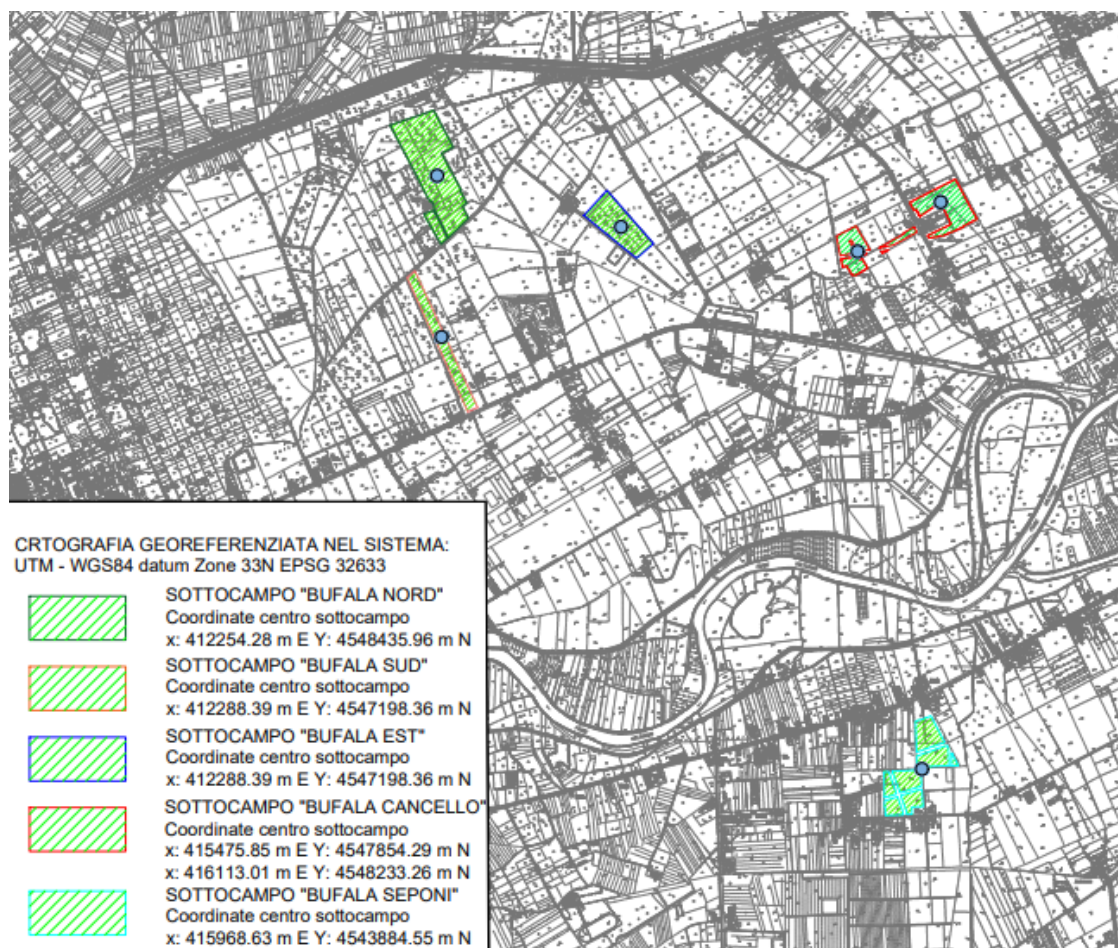 CRTOGRAFIA GEOREFERENZIATA NEL SISTEMA:
UTM - WGS84 datum Zone 33N EPSG 32633
SOTTOCAMPO "BUFALA NORD"
Coordinate centro sottocampo
x: 412254.28 m E Y: 4548435.96 m N
SOTTOCAMPO "BUFALA SUD"
Coordinate centro sottocampo
x: 412288.39 m E Y: 4547198.36 m N
SOTTOCAMPO "BUFALA EST"
Coordinate centro sottocampo
x: 412288.39 m E Y: 4547198.36 m N
SOTTOCAMPO "BUFALA CANCELLO"
Coordinate centro sottocampo
x: 415475.85 m E Y: 4547854.29 m N
x: 416113.01 m E Y: 4548233.26 m N
SOTTOCAMPO "BUFALA SEPONI"
Coordinate centro sottocampo
x: 415968.63 m E Y: 4543884.55 m N